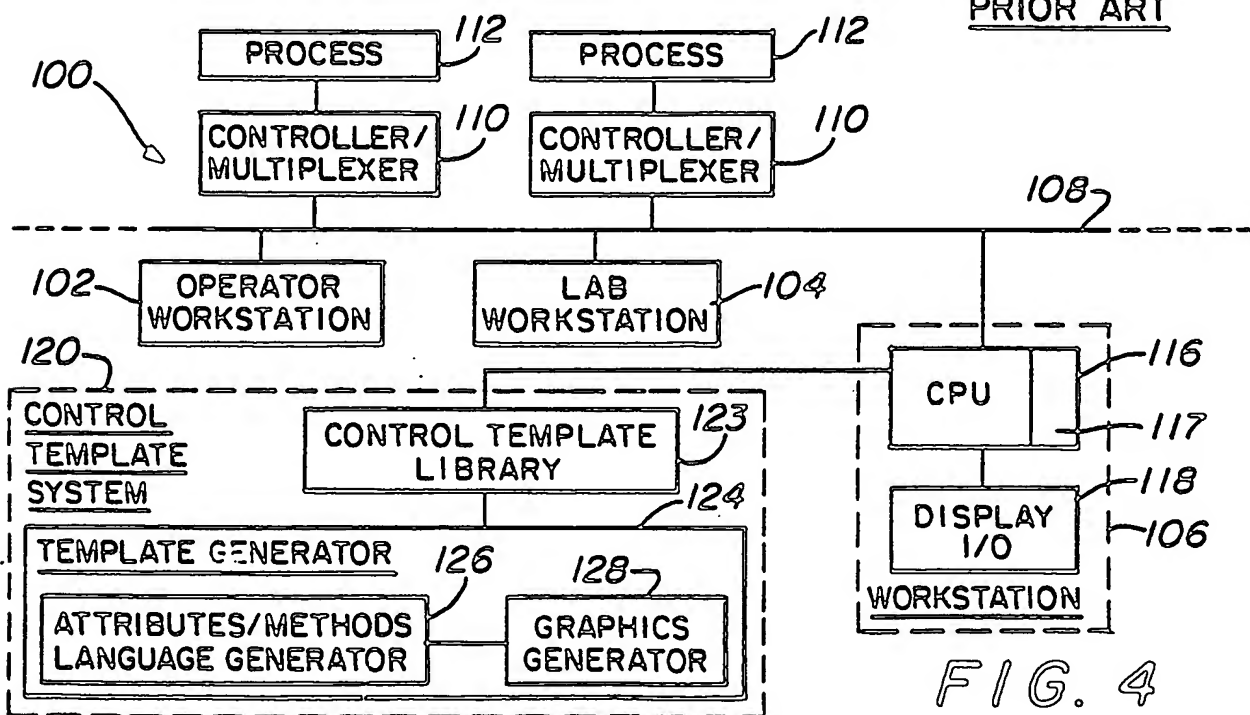 PRIOR ART
PROCESS
112
PROCESS
112
100
CONTROLLER/
MULTIPLEXER
110
CONTROLLER/
MULTIPLEXER
110
108
102
OPERATOR
WORKSTATION
LAB
WORKSTATION
104
120
CONTROL
TEMPLATE
SYSTEM
CONTROL TEMPLATE
LIBRARY
123
CPU
116
117
124
DISPLAY
I/O
118
106
WORKSTATION
TEMPLATE GENERATOR
126
128
ATTRIBUTES/METHODS
LANGUAGE GENERATOR
GRAPHICS
GENERATOR
FIG. 4